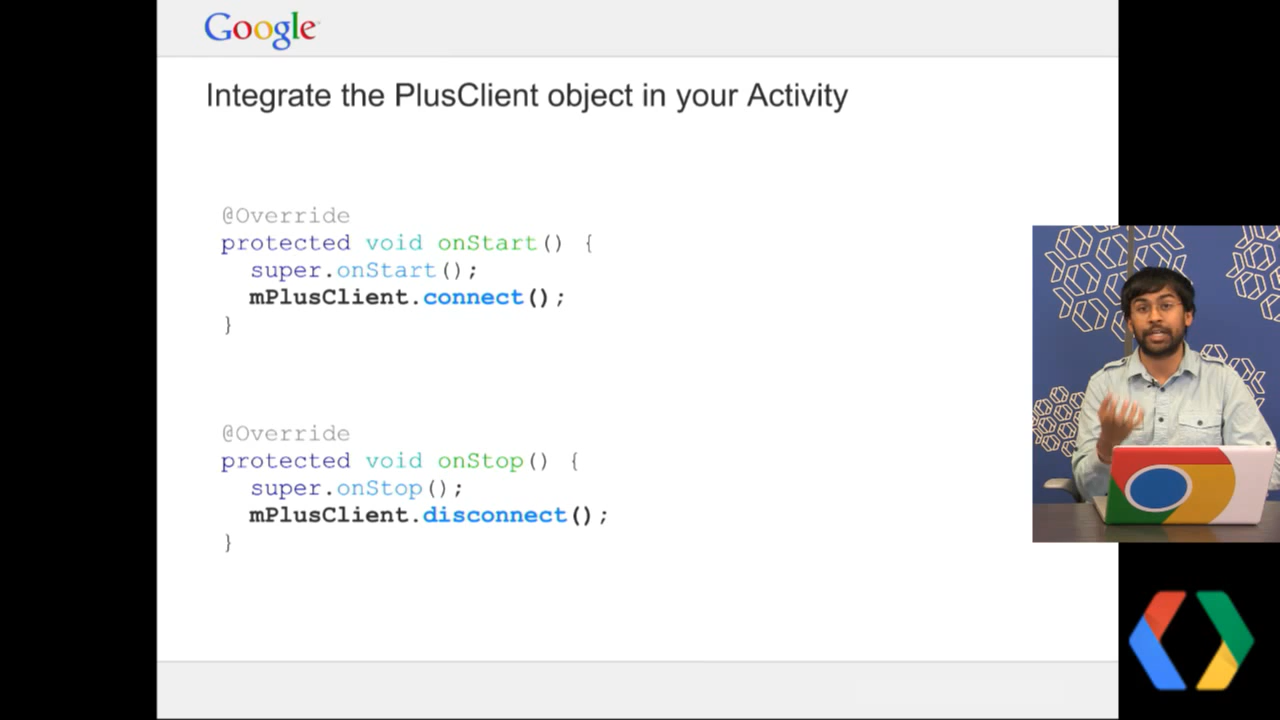 Google
Integrate the PlusClient object in your Activity
@Override
protected void onStart() {
super.onStart();
mPlusClient.connect();
}
@Override
protected void onStop() {
super.onStop();
mPlusClient.disconnect();
}